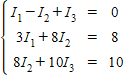 I₁ − I₂ + I₃ = 0
3I₁ + 8I₂ = 8
8I₂ + 10I₃ = 10